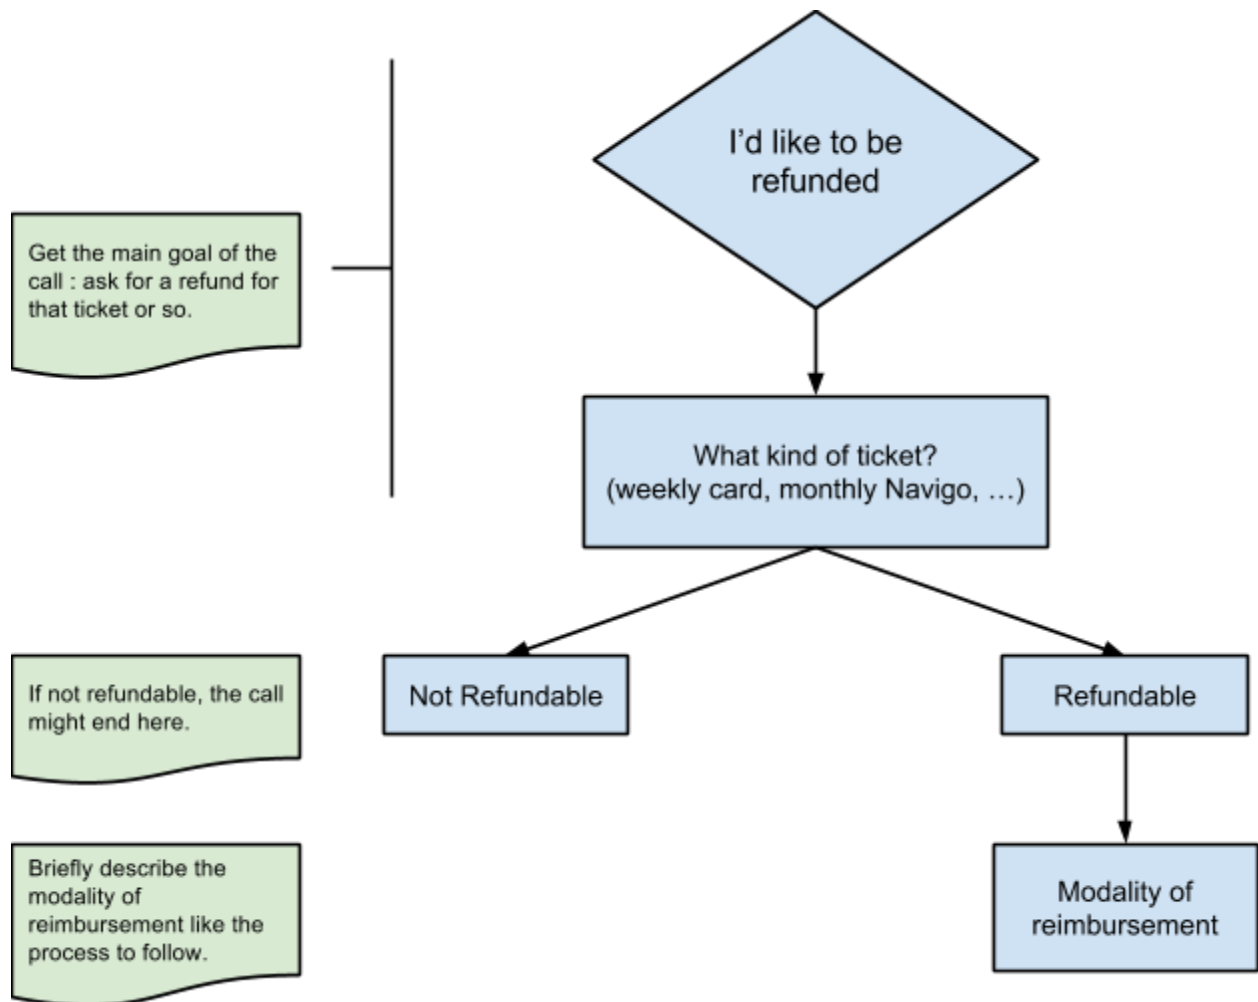 I'd like to be
refunded
Get the main goal of the
call : ask for a refund for
that ticket or so.
What kind of ticket?
(weekly card, monthly Navigo, …)
If not refundable, the call
might end here.
Not Refundable
Refundable
Briefly describe the
modality of
reimbursement like the
process to follow.
Modality of
reimbursement